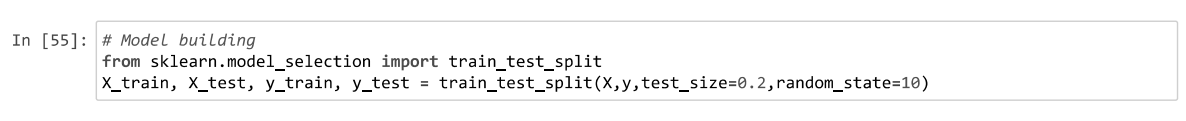 In [55]: # Model building
from sklearn.model_selection import train_test_split
X_train, X_test, y_train, y_test = train_test_split(X,y,test_size=0.2,random_state=10)